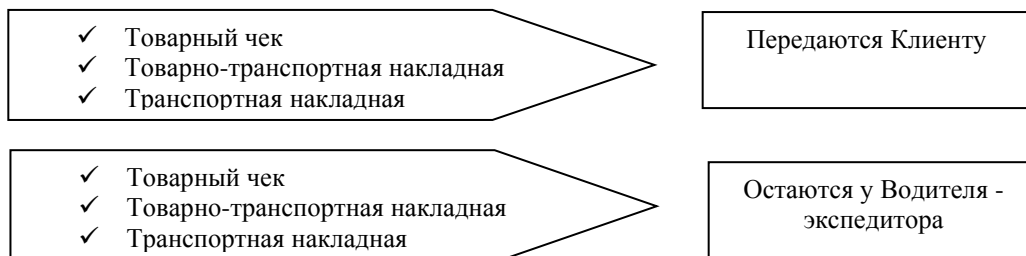 ✓ Товарный чек
✓ Товарно-транспортная накладная
✓ Транспортная накладная
Передаются Клиенту
✓ Товарный чек
✓ Товарно-транспортная накладная
✓ Транспортная накладная
Остаются у Водителя -
экспедитора